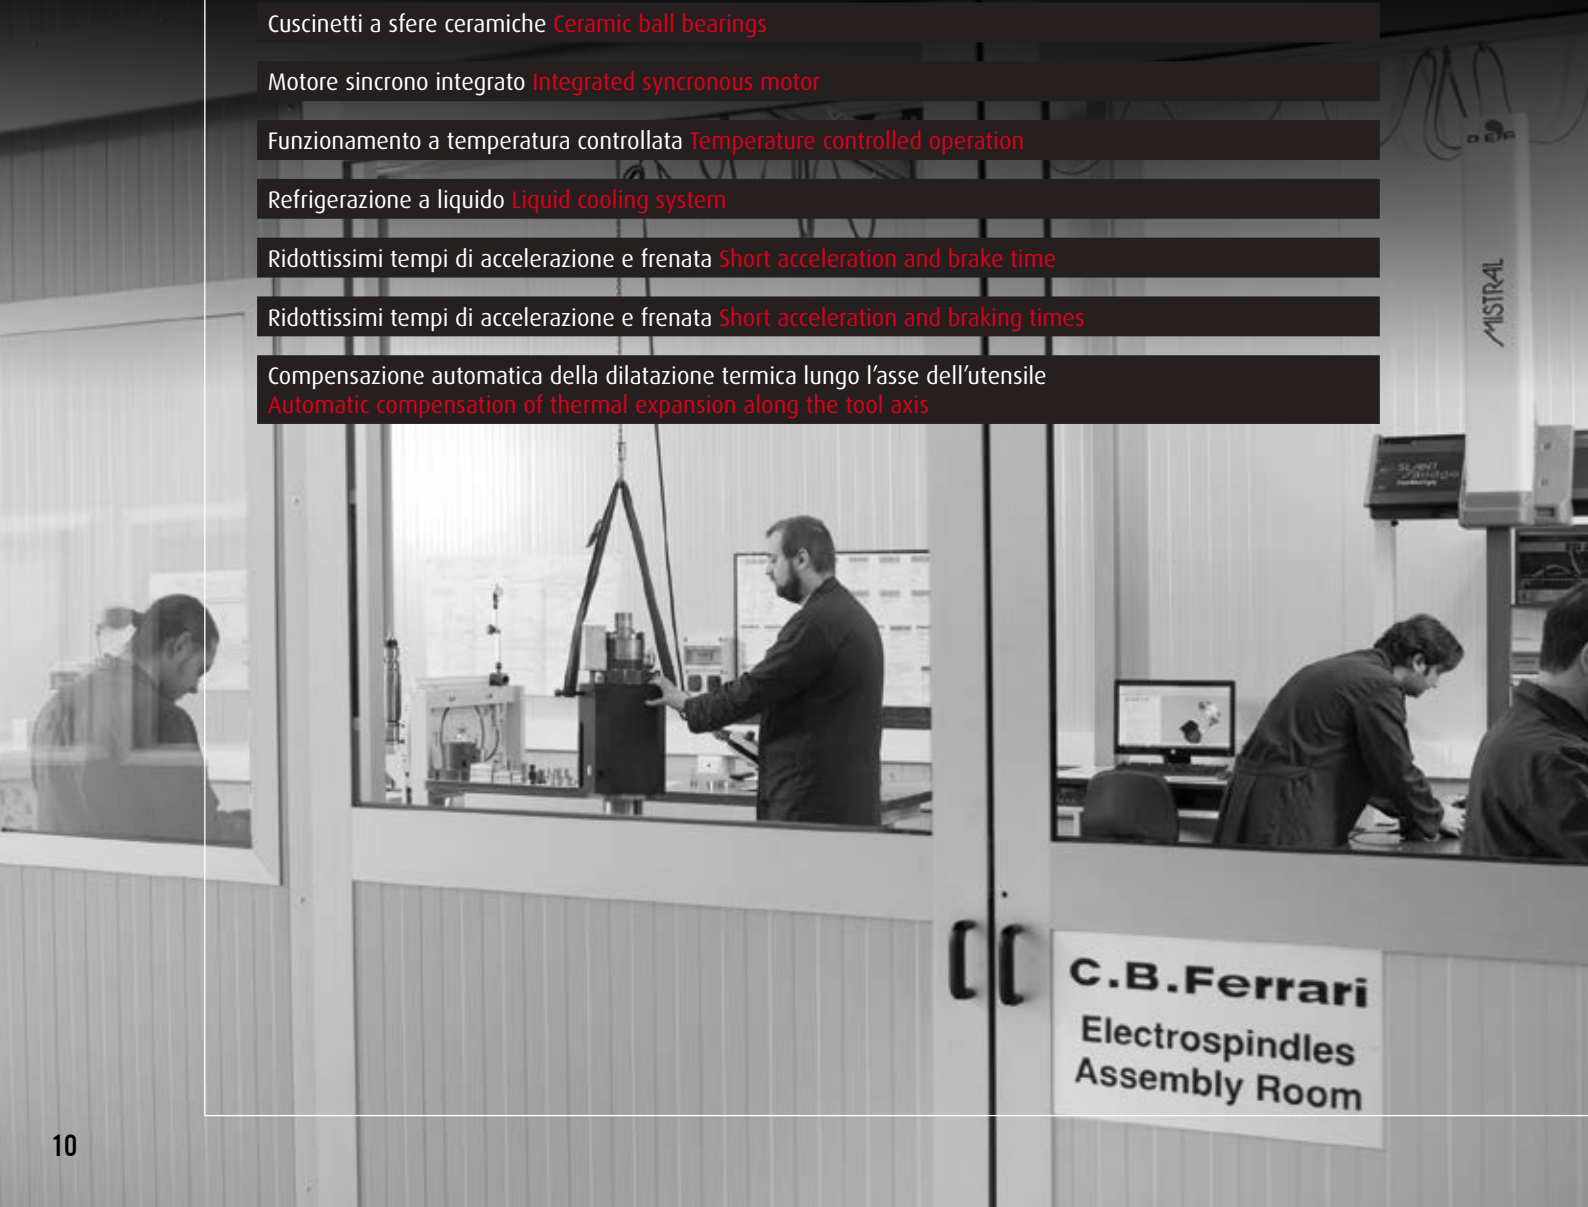 Cuscinetti a sfere ceramiche Ceramic ball bearings
Motore sincrono integrato Integrated syncronous motor
Funzionamento a temperatura controllata Temperature controlled operation
Refrigerazione a liquido Liquid cooling system
Ridottissimi tempi di accelerazione e frenata Short acceleration and brake time
Ridottissimi tempi di accelerazione e frenata Short acceleration and braking times
Compensazione automatica della dilatazione termica lungo l’asse dell’utensile
Automatic compensation of thermal expansion along the tool axis
DEA
MISTRAL
C.B.Ferrari
Electrospindles
Assembly Room
10